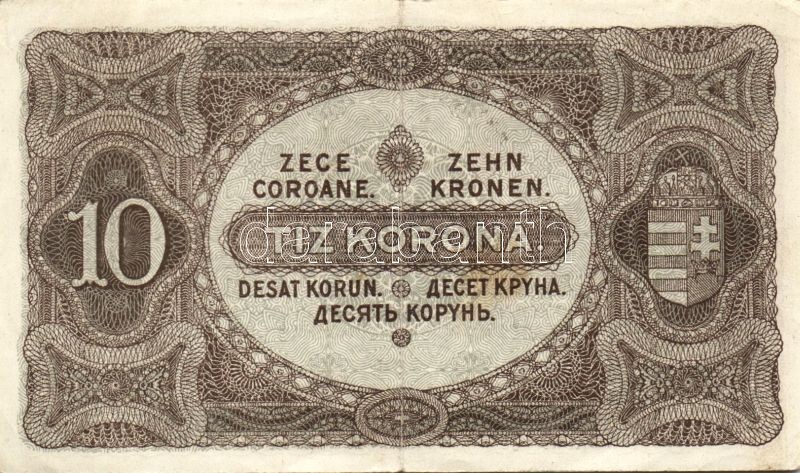 ZECE ZEHN
COROANE. KRONEN.
TIZ KORONA.
DESAT KORUN. ДЕСЕТ КРУНА.
ДЕСЯТЬ КОРУНЬ.
10